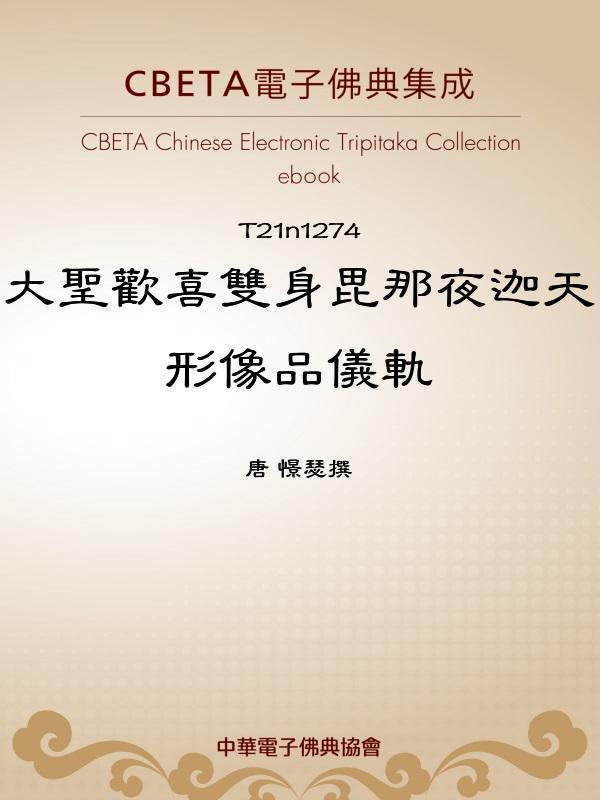 CBETA電子佛典集成
CBETA Chinese Electronic Tripitaka Collection
ebook
T21n1274
大聖歡喜雙身毘那夜迦天
形像品儀軌
唐 憬瑟撰
中華電子佛典協會